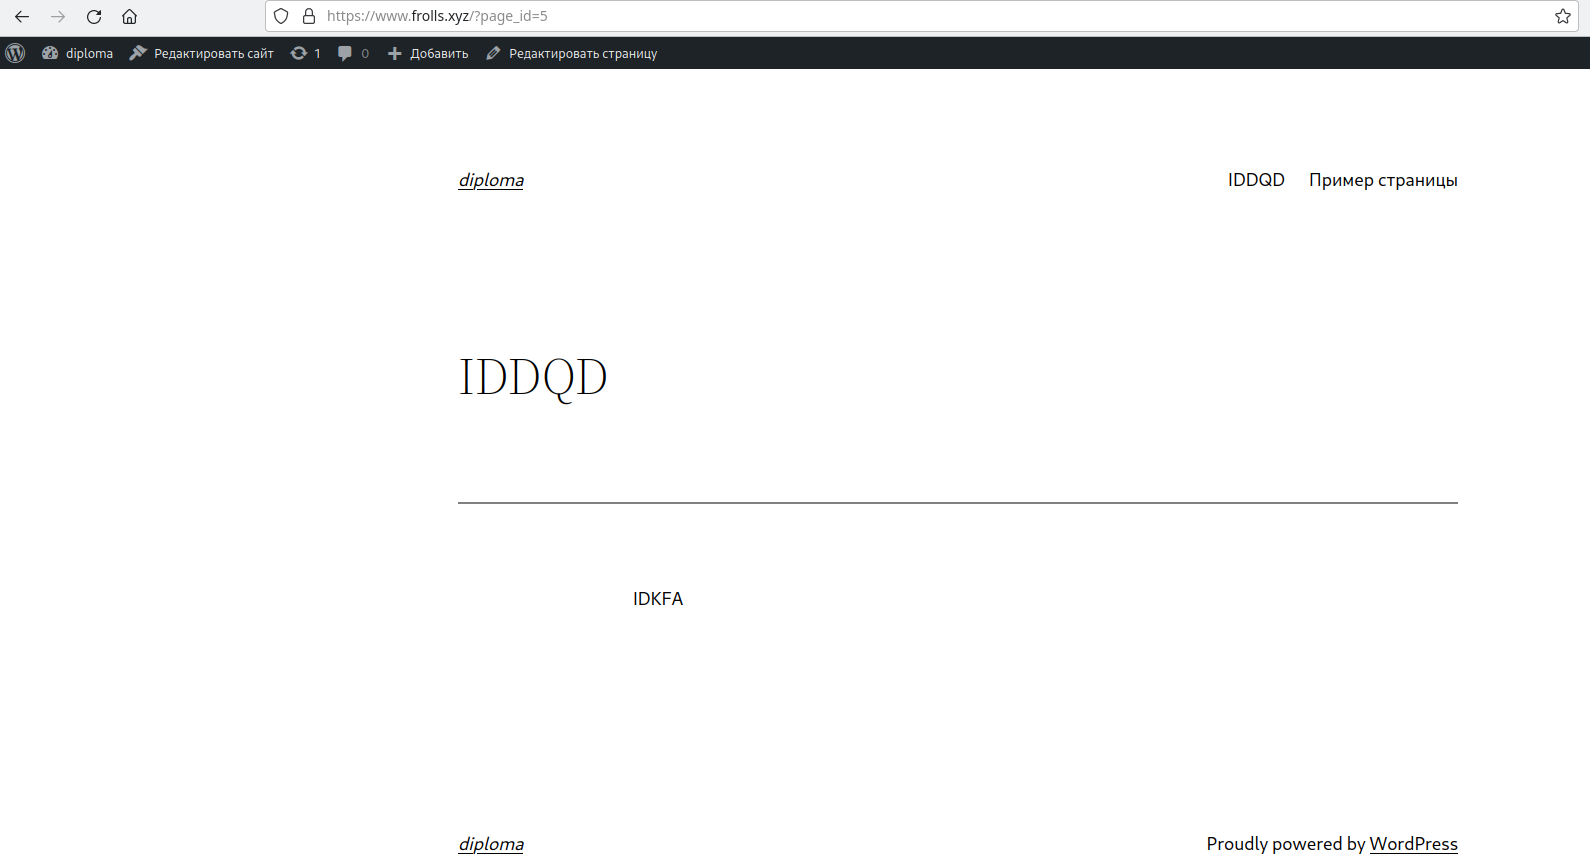 https://www.frolls.xyz/?page_id=5
diploma Редактировать сайт 1 0 Добавить Редактировать страницу
diploma IDDQD Пример страницы
IDDQD
IDKFA
diploma Proudly powered by WordPress